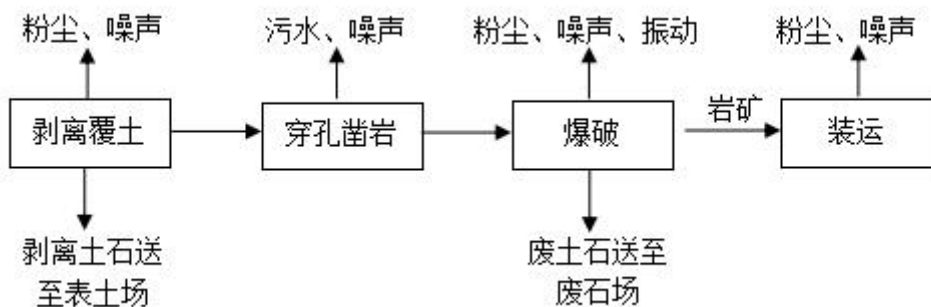 粉尘、噪声
污水、噪声
粉尘、噪声、振动
粉尘、噪声
剥离覆土
穿孔凿岩
爆破
岩矿
装运
剥离土石送
至表土场
废土石送至
废石场